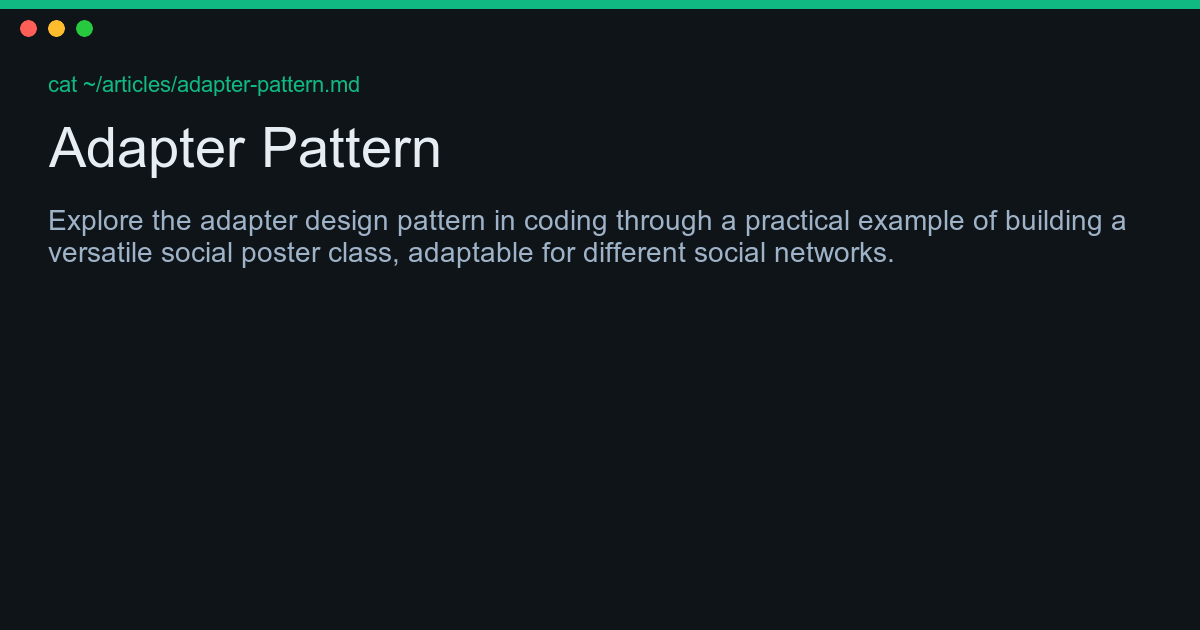 cat ~/articles/adapter-pattern.md
Adapter Pattern
Explore the adapter design pattern in coding through a practical example of building a
versatile social poster class, adaptable for different social networks.